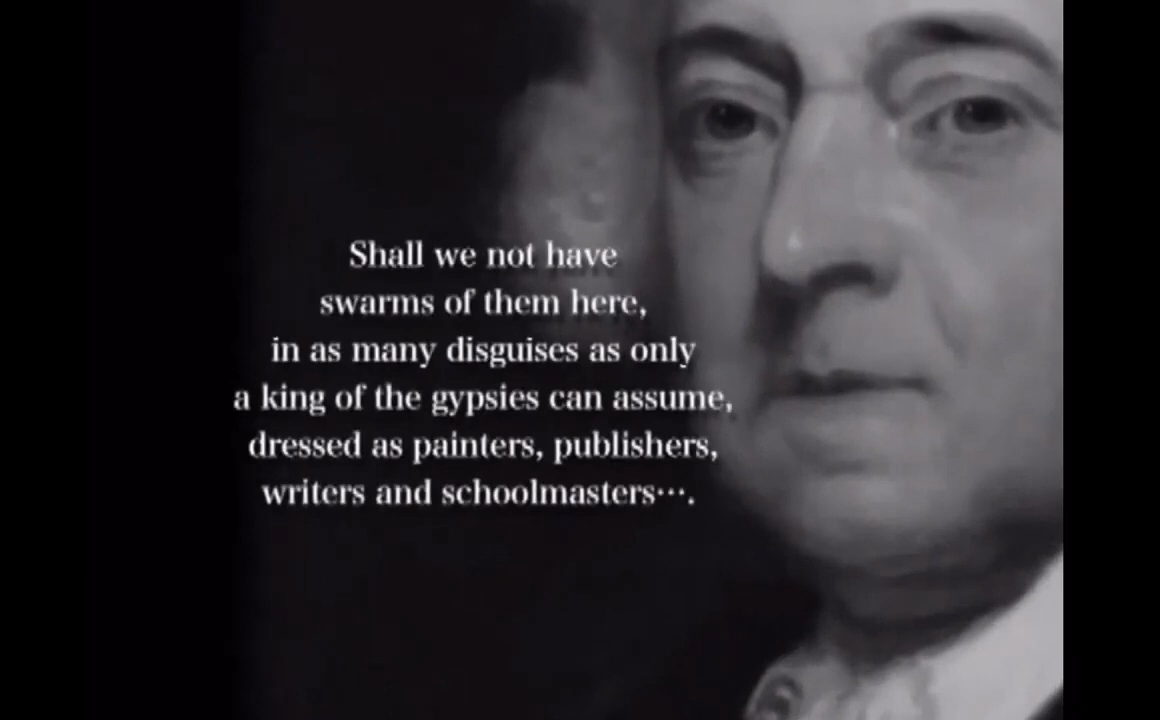 Shall we not have
swarms of them here,
in as many disguises as only
a king of the gypsies can assume,
dressed as painters, publishers,
writers and schoolmasters···.